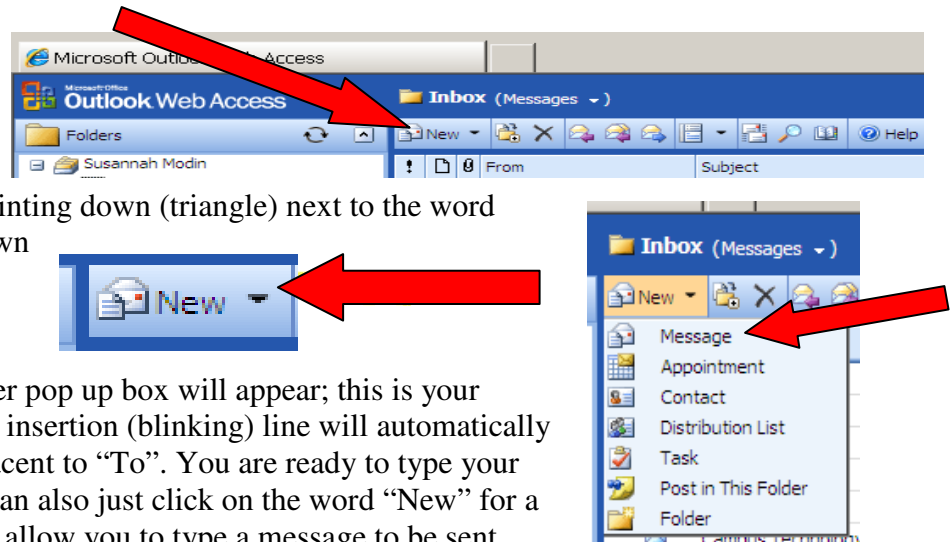 Microsoft Outlo Access
Microsoft Office
Outlook Web Access
Inbox (Messages )
Folders
New
Help
Susannah Modin
From
Subject
inting down (triangle) next to the word
wn
New
Inbox (Messages )
New
Message
Appointment
Contact
Distribution List
Task
Post in This Folder
Folder
er pop up box will appear; this is your
insertion (blinking) line will automatically
cent to “To”. You are ready to type your
an also just click on the word “New” for a
allow you to type a message to be sent